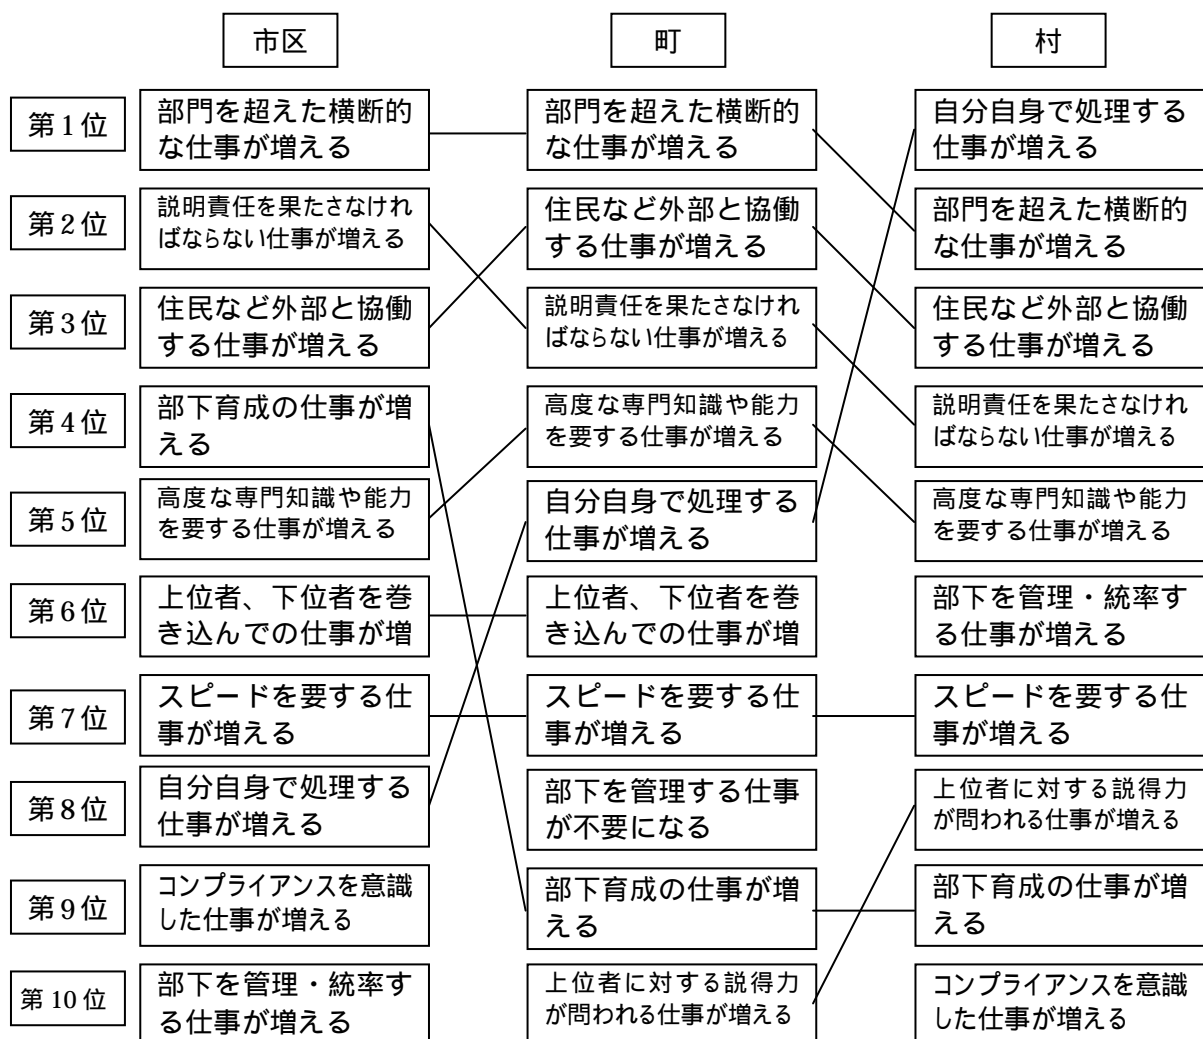 市区 町 村
第1位
部門を超えた横断的
な仕事が増える
部門を超えた横断的
な仕事が増える
自分自身で処理する
仕事が増える
第2位
説明責任を果たさなけれ
ばならない仕事が増える
住民など外部と協働
する仕事が増える
部門を超えた横断的
な仕事が増える
第3位
住民など外部と協働
する仕事が増える
説明責任を果たさなけれ
ばならない仕事が増える
住民など外部と協働
する仕事が増える
第4位
部下育成の仕事が増
える
高度な専門知識や能力
を要する仕事が増える
説明責任を果たさなけれ
ばならない仕事が増える
第5位
高度な専門知識や能力
を要する仕事が増える
自分自身で処理する
仕事が増える
高度な専門知識や能力
を要する仕事が増える
第6位
上位者、下位者を巻
き込んでの仕事が増
上位者、下位者を巻
き込んでの仕事が増
部下を管理・統率す
る仕事が増える
第7位
スピードを要する仕
事が増える
スピードを要する仕
事が増える
スピードを要する仕
事が増える
第8位
自分自身で処理する
仕事が増える
部下を管理する仕事
が不要になる
上位者に対する説得力
が問われる仕事が増える
第9位
コンプライアンスを意識
した仕事が増える
部下育成の仕事が増
える
部下育成の仕事が増
える
第10位
部下を管理・統率す
る仕事が増える
上位者に対する説得力
が問われる仕事が増える
コンプライアンスを意識
した仕事が増える